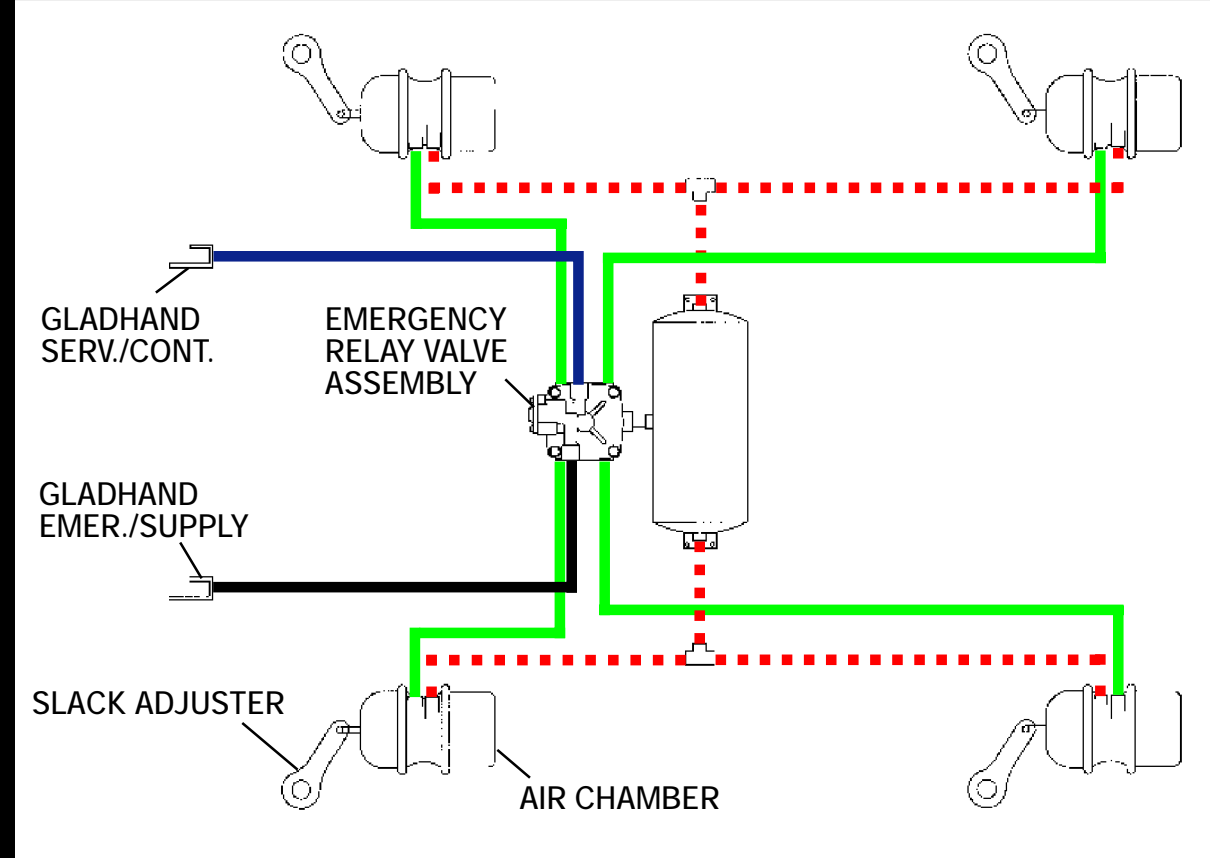 GLADHAND
SERV./CONT.
EMERGENCY
RELAY VALVE
ASSEMBLY
GLADHAND
EMER./SUPPLY
SLACK ADJUSTER
AIR CHAMBER